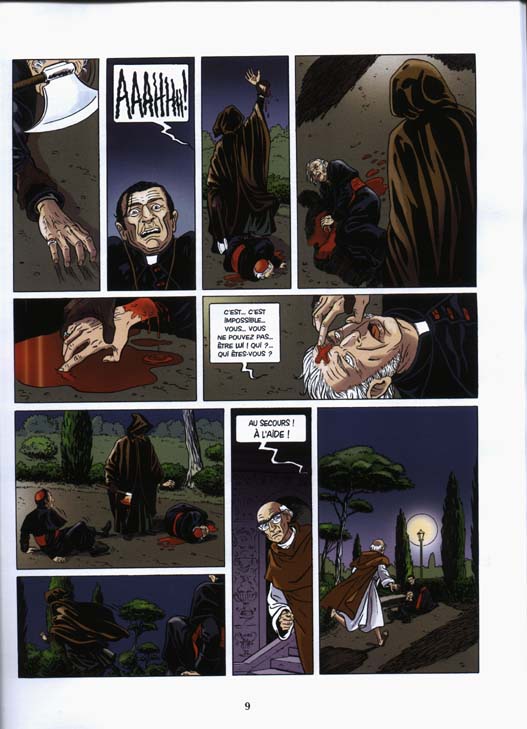 AAAHHH!
C'EST... C'EST
IMPOSSIBLE...
VOUS... VOUS
NE POUVEZ PAS...
ÊTRE LUI ! QUI ?...
QUI ÊTES-VOUS ?
AU SECOURS !
À L'AIDE !
9